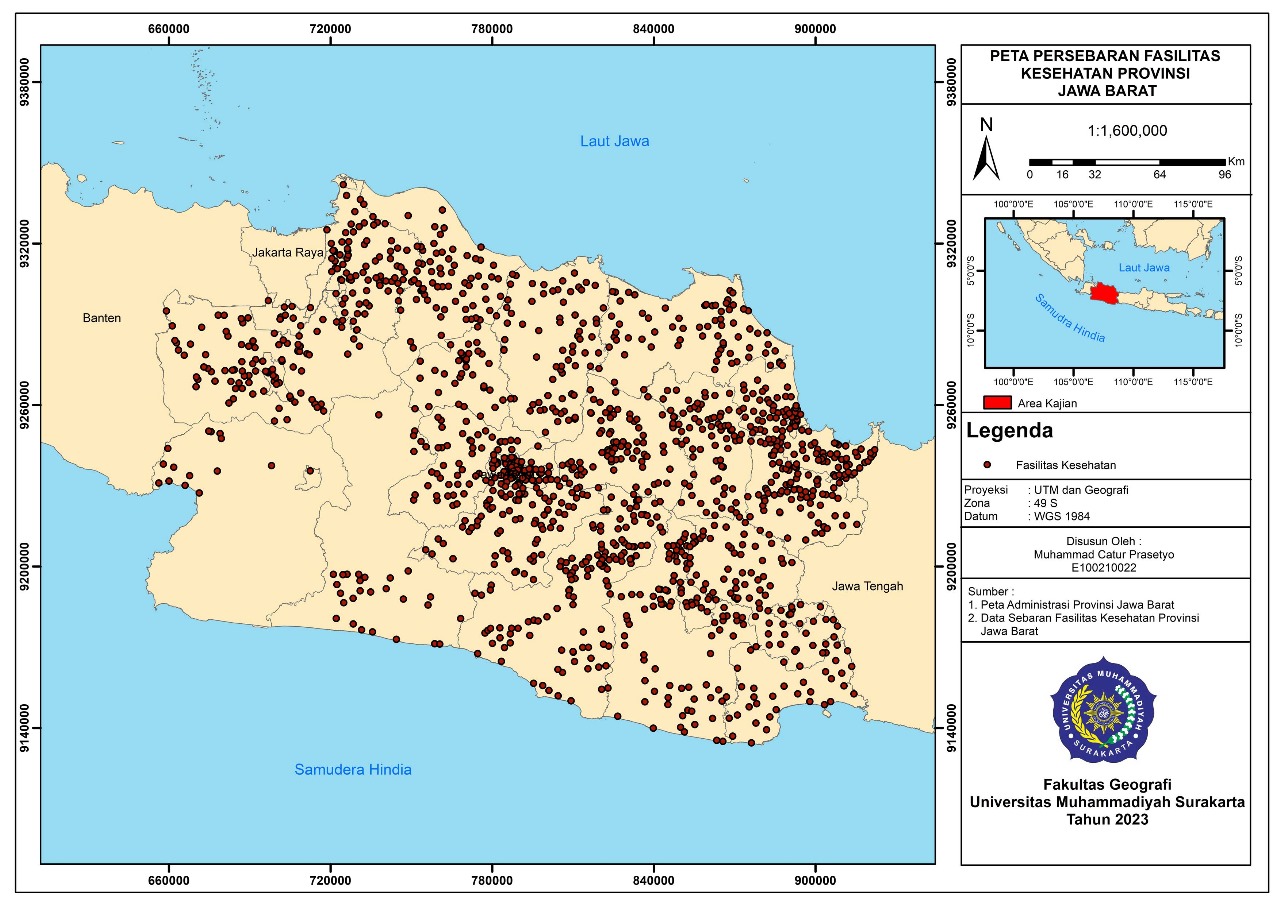 660000 720000 780000 840000 900000
9380000
9320000
9260000
9200000
9140000
9380000
9320000
9260000
9200000
9140000
Laut Jawa
Jakarta Raya
Banten
Jawa Tengah
Samudera Hindia
660000 720000 780000 840000 900000
PETA PERSEBARAN FASILITAS
KESEHATAN PROVINSI
JAWA BARAT
N
1:1,600,000
Km
0 16 32 64 96
100°0'0"E 105°0'0"E 110°0'0"E 115°0'0"E
5°0'0"S
10°0'0"S
5°0'0"S
10°0'0"S
Laut Jawa
Samudra Hindia
100°0'0"E 105°0'0"E 110°0'0"E 115°0'0"E
Area Kajian
Legenda
Fasilitas Kesehatan
Proyeksi : UTM dan Geografi
Zona : 49 S
Datum : WGS 1984
Disusun Oleh :
Muhammad Catur Prasetyo
E100210022
Sumber :
1. Peta Administrasi Provinsi Jawa Barat
2. Data Sebaran Fasilitas Kesehatan Provinsi
Jawa Barat
UNIVERSITAS MUHAMMADIYAH
SURAKARTA
Fakultas Geografi
Universitas Muhammadiyah Surakarta
Tahun 2023